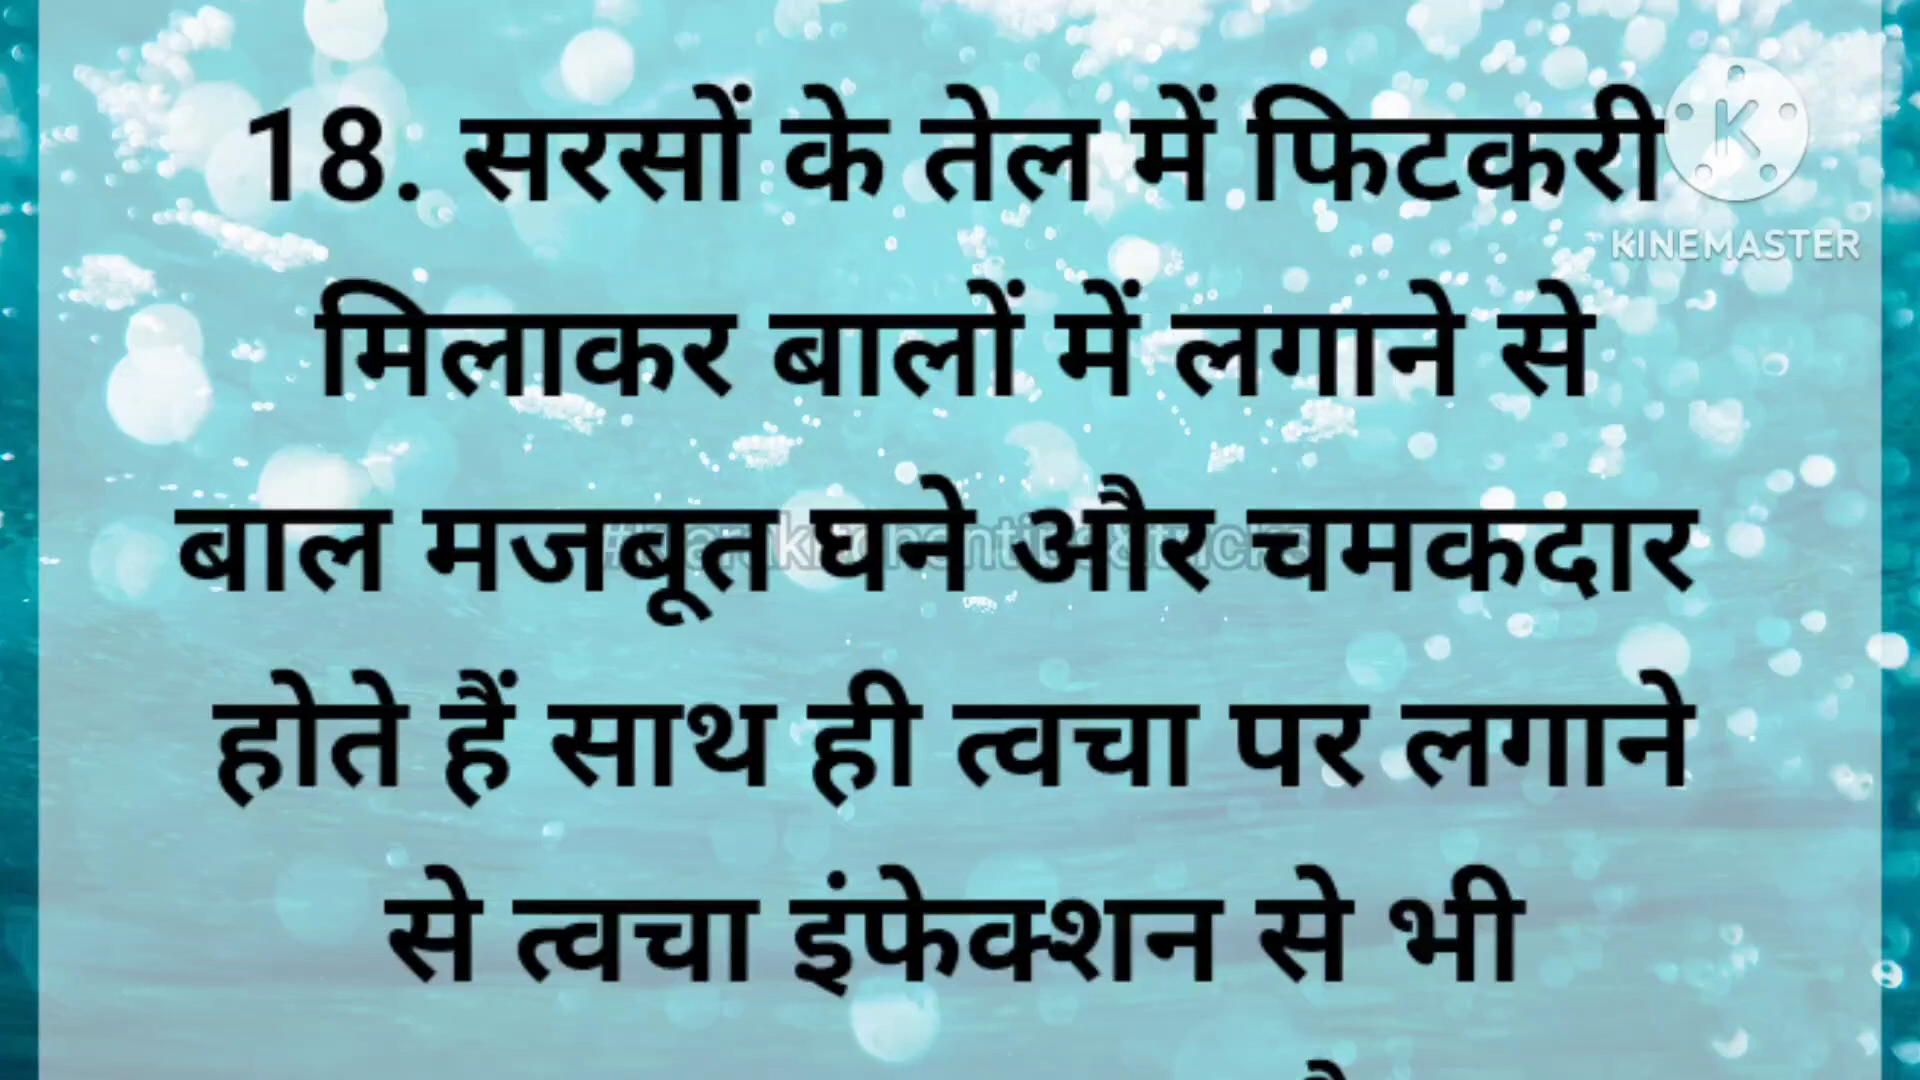 18. सरसों के तेल में फिटकरी
मिलाकर बालों में लगाने से
बाल मजबूत घने और चमकदार
होते हैं साथ ही त्वचा पर लगाने
से त्वचा इंफेक्शन से भी
KINEMASTER